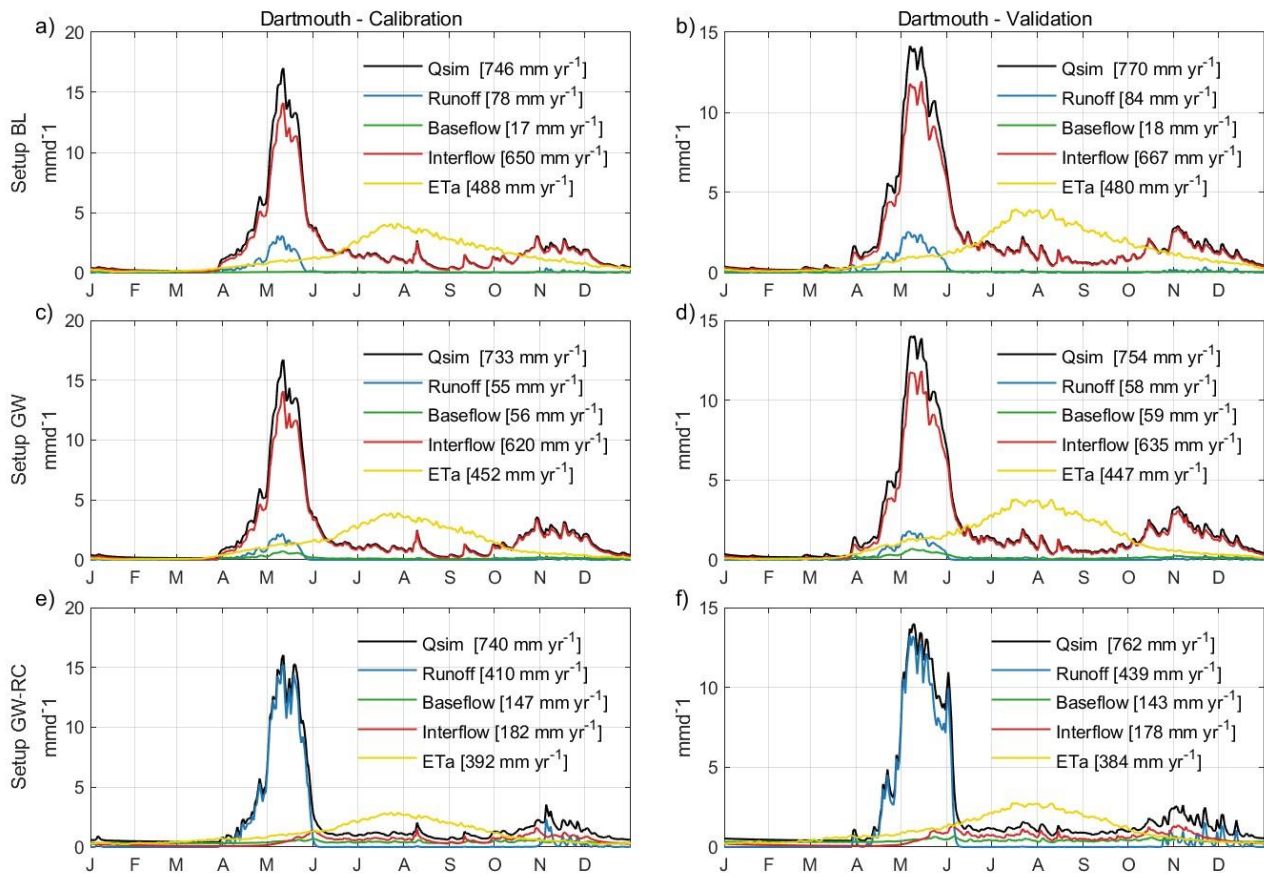 Dartmouth - Calibration
a)
20
15
10
5
0
Setup BL
mmd⁻¹
Qsim [746 mm yr⁻¹]
Runoff [78 mm yr⁻¹]
Baseflow [17 mm yr⁻¹]
Interflow [650 mm yr⁻¹]
ETa [488 mm yr⁻¹]
J F M A M J J A S O N D
Dartmouth - Validation
b)
15
10
5
0
mmd⁻¹
Qsim [770 mm yr⁻¹]
Runoff [84 mm yr⁻¹]
Baseflow [18 mm yr⁻¹]
Interflow [667 mm yr⁻¹]
ETa [480 mm yr⁻¹]
J F M A M J J A S O N D
c)
20
15
10
5
0
Setup GW
mmd⁻¹
Qsim [733 mm yr⁻¹]
Runoff [55 mm yr⁻¹]
Baseflow [56 mm yr⁻¹]
Interflow [620 mm yr⁻¹]
ETa [452 mm yr⁻¹]
J F M A M J J A S O N D
d)
15
10
5
0
mmd⁻¹
Qsim [754 mm yr⁻¹]
Runoff [58 mm yr⁻¹]
Baseflow [59 mm yr⁻¹]
Interflow [635 mm yr⁻¹]
ETa [447 mm yr⁻¹]
J F M A M J J A S O N D
e)
20
15
10
5
0
Setup GW-RC
mmd⁻¹
Qsim [740 mm yr⁻¹]
Runoff [410 mm yr⁻¹]
Baseflow [147 mm yr⁻¹]
Interflow [182 mm yr⁻¹]
ETa [392 mm yr⁻¹]
J F M A M J J A S O N D
f)
15
10
5
0
mmd⁻¹
Qsim [762 mm yr⁻¹]
Runoff [439 mm yr⁻¹]
Baseflow [143 mm yr⁻¹]
Interflow [178 mm yr⁻¹]
ETa [384 mm yr⁻¹]
J F M A M J J A S O N D